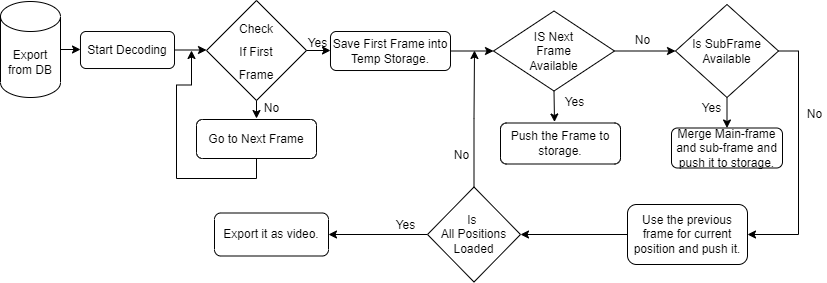 Export
from DB
Start Decoding
Check
If First
Frame
Yes
Save First Frame into
Temp Storage.
IS Next
Frame
Available
No
Is SubFrame
Available
No
No
Go to Next Frame
Yes
Push the Frame to
storage.
Yes
Merge Main-frame
and sub-frame and
push it to storage.
No
Export it as video.
Yes
Is
All Positions
Loaded
Use the previous
frame for current
position and push it.